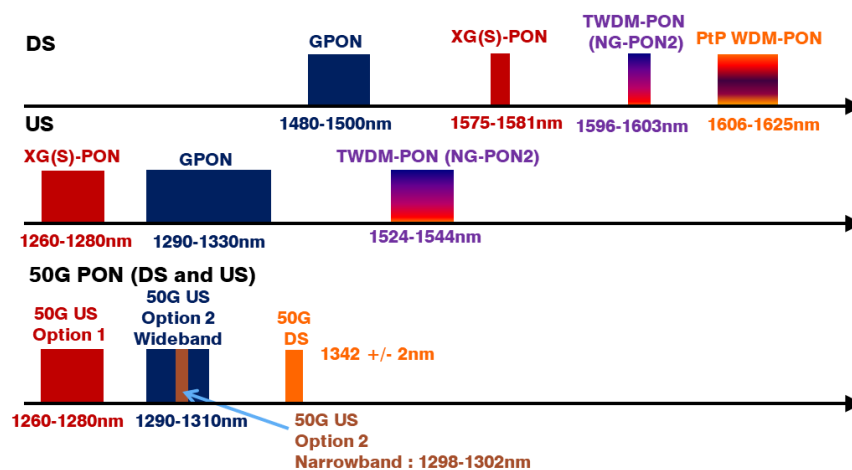 DS
GPON
XG(S)-PON
TWDM-PON
(NG-PON2)
PtP WDM-PON
1480-1500nm
1575-1581nm
1596-1603nm
1606-1625nm
US
XG(S)-PON
GPON
TWDM-PON (NG-PON2)
1260-1280nm
1290-1330nm
1524-1544nm
50G PON (DS and US)
50G US
Option 1
50G US
Option 2
Wideband
50G
DS
1342 +/- 2nm
1260-1280nm
1290-1310nm
50G US
Option 2
Narrowband : 1298-1302nm